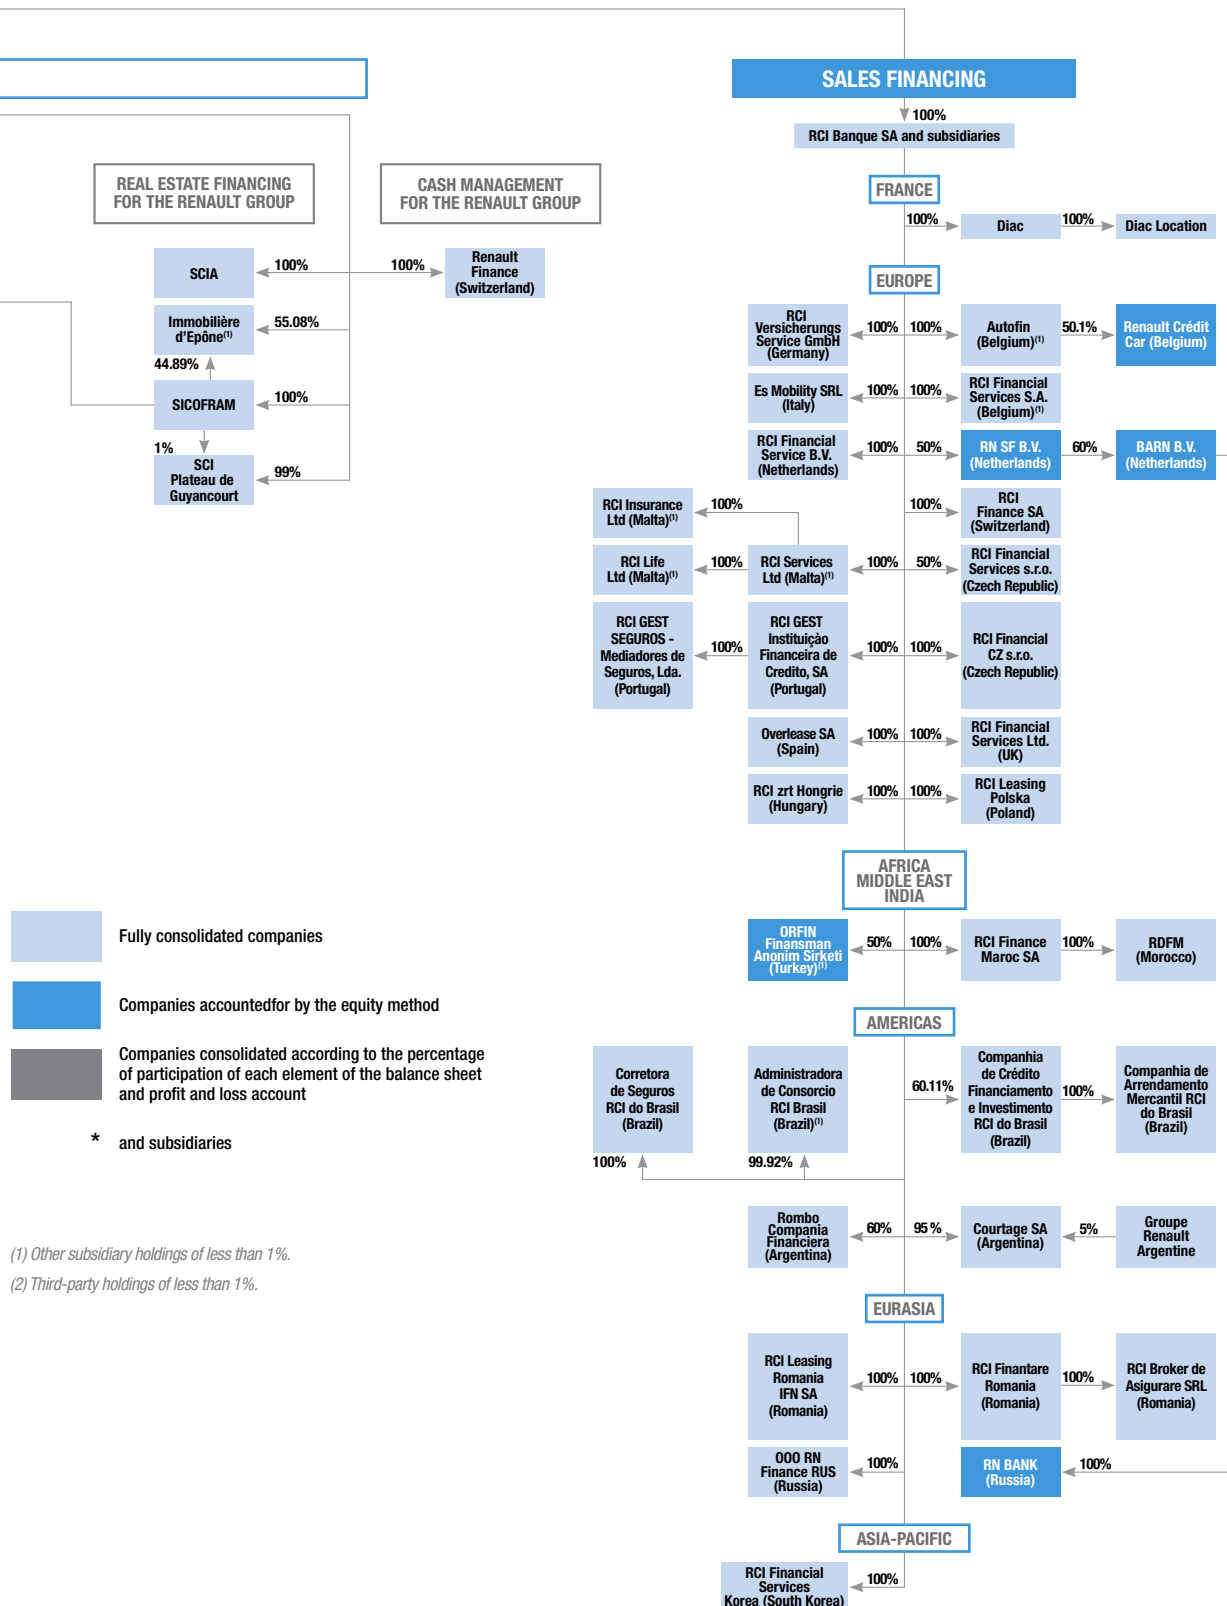 SALES FINANCING
100%
RCI Banque SA and subsidiaries
REAL ESTATE FINANCING
FOR THE RENAULT GROUP
CASH MANAGEMENT
FOR THE RENAULT GROUP
FRANCE
100%
Diac
100%
Diac Location
SCIA
100%
100%
Renault
Finance
(Switzerland)
EUROPE
Immobilière
d'Epône(1)
55.08%
44.89%
SICOFRAM
100%
1%
SCI
Plateau de
Guyancourt
99%
RCI
Versicherungs
Service GmbH
(Germany)
100%
100%
Autofin
(Belgium)(1)
50.1%
Renault Crédit
Car (Belgium)
Es Mobility SRL
(Italy)
100%
100%
RCI Financial
Services S.A.
(Belgium)(1)
RCI Financial
Service B.V.
(Netherlands)
100%
50%
RN SF B.V.
(Netherlands)
60%
BARN B.V.
(Netherlands)
RCI Insurance
Ltd (Malta)(1)
100%
100%
RCI
Finance SA
(Switzerland)
RCI Life
Ltd (Malta)(1)
100%
RCI Services
Ltd (Malta)(1)
100%
50%
RCI Financial
Services s.r.o.
(Czech Republic)
RCI GEST
SEGUROS -
Mediadores de
Seguros, Lda.
(Portugal)
100%
RCI GEST
Instituição
Financeira de
Credito, SA
(Portugal)
100%
100%
RCI Financial
CZ s.r.o.
(Czech Republic)
Overlease SA
(Spain)
100%
100%
RCI Financial
Services Ltd.
(UK)
RCI zrt Hongrie
(Hungary)
100%
100%
RCI Leasing
Polska
(Poland)
AFRICA
MIDDLE EAST
INDIA
ORFIN
Finansman
Anonim Sirketi
(Turkey)(1)
50%
100%
RCI Finance
Maroc SA
100%
RDFM
(Morocco)
Fully consolidated companies
Companies accountedfor by the equity method
Companies consolidated according to the percentage
of participation of each element of the balance sheet
and profit and loss account
* and subsidiaries
AMERICAS
Corretora
de Seguros
RCI do Brasil
(Brazil)
100%
Administradora
de Consorcio
RCI Brasil
(Brazil)(1)
99.92%
60.11%
Companhia
de Crédito
Financiamento
e Investimento
RCI do Brasil
(Brazil)
100%
Companhia de
Arrendamento
Mercantil RCI
do Brasil
(Brazil)
Rombo
Compania
Financiera
(Argentina)
60%
95 %
Courtage SA
(Argentina)
5%
Groupe
Renault
Argentine
(1) Other subsidiary holdings of less than 1%.
(2) Third-party holdings of less than 1%.
EURASIA
RCI Leasing
Romania
IFN SA
(Romania)
100%
100%
RCI Finantare
Romania
(Romania)
100%
RCI Broker de
Asigurare SRL
(Romania)
OOO RN
Finance RUS
(Russia)
100%
RN BANK
(Russia)
100%
ASIA-PACIFIC
RCI Financial
Services
Korea (South Korea)
100%